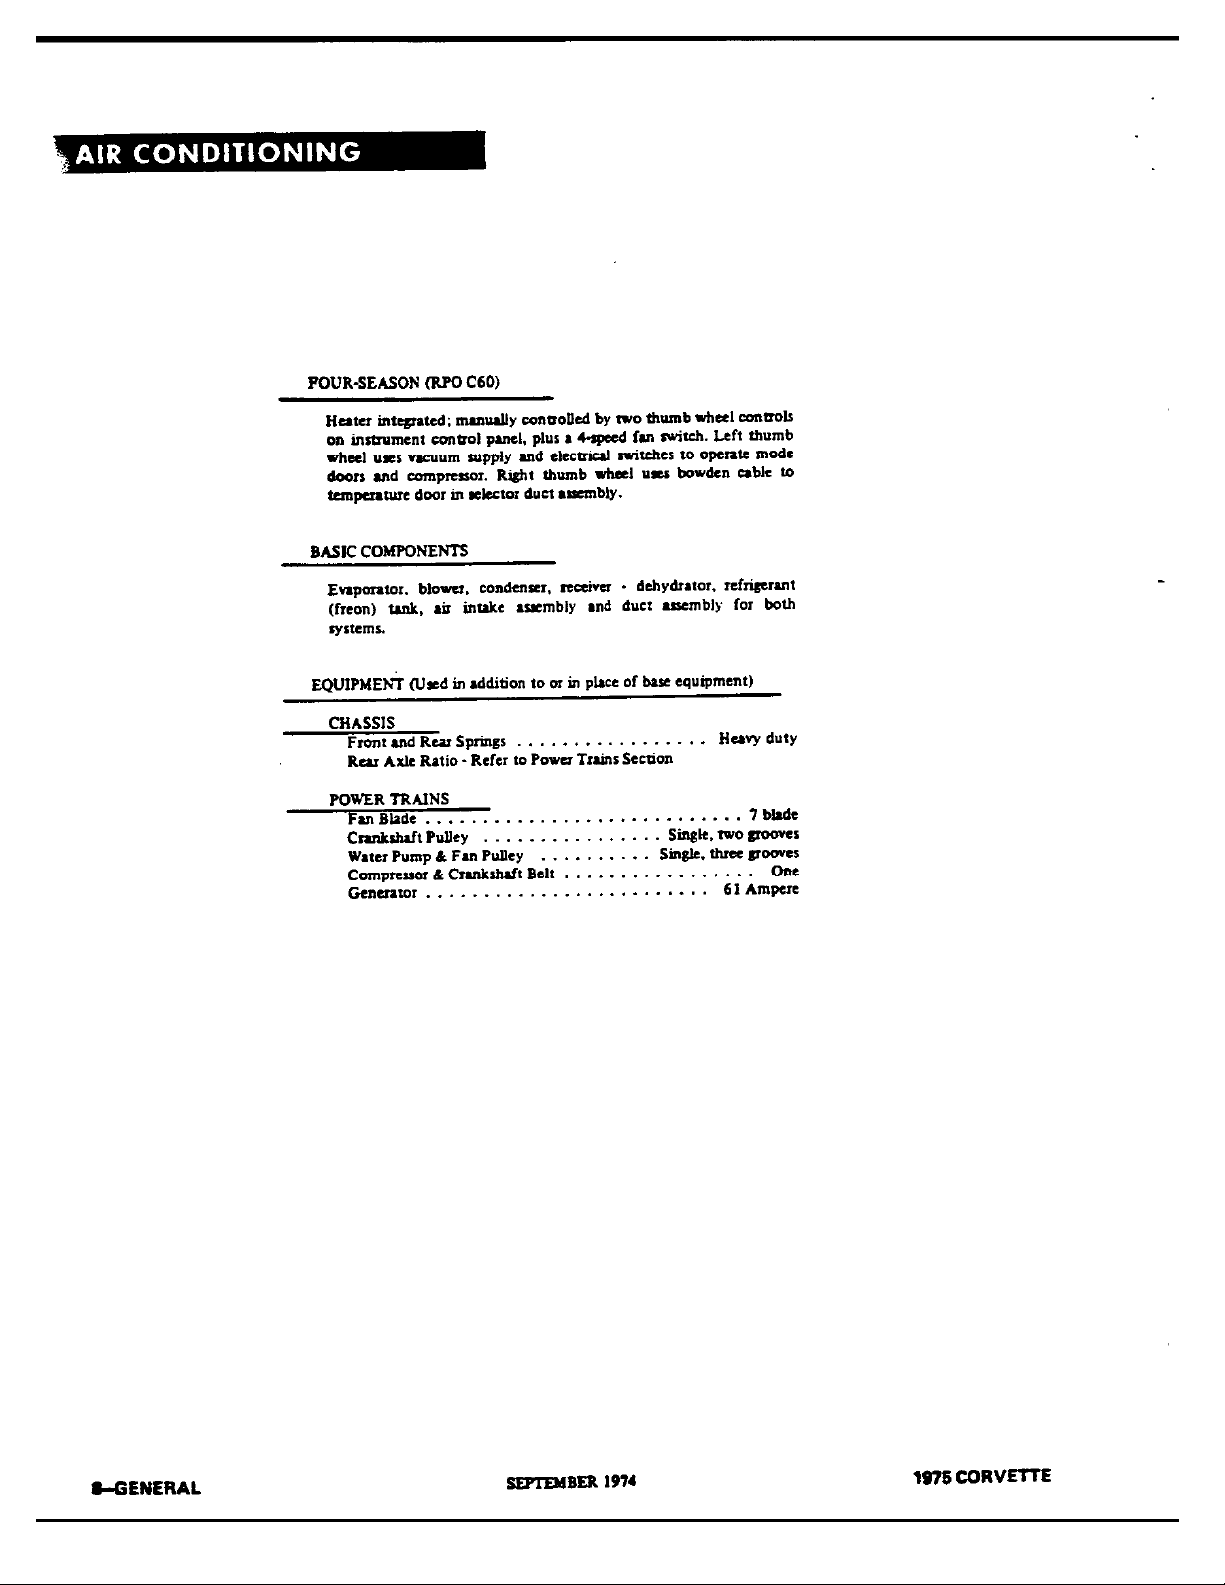 AIR CONDITIONING
FOUR-SEASON (RPO C60)
Heater integrated; manually controlled by two thumb wheel controls
on instrument control panel, plus a 4-speed fan switch. Left thumb
wheel uses vacuum supply and electrical switches to operate mode
doors and compressor. Right thumb wheel uses bowden cable to
temperature door in selector duct assembly.
BASIC COMPONENTS
Evaporator, blower, condenser, receiver - dehydrator, refrigerant
(freon) tank, air intake assembly and duct assembly for both
systems.
EQUIPMENT (Used in addition to or in place of base equipment)
CHASSIS
Front and Rear Springs . . . . . . . . . . . . . . . . . Heavy duty
Rear Axle Ratio - Refer to Power Trains Section
POWER TRAINS
Fan Blade . . . . . . . . . . . . . . . . . . . . . . . . . . . . 7 blade
Crankshaft Pulley . . . . . . . . . . . . . . . . Single, two grooves
Water Pump & Fan Pulley . . . . . . . . . . Single, three grooves
Compressor & Crankshaft Belt . . . . . . . . . . . . . . . . . One
Generator . . . . . . . . . . . . . . . . . . . . . . . . . 61 Ampere
8—GENERAL
SEPTEMBER 1974
1975 CORVETTE